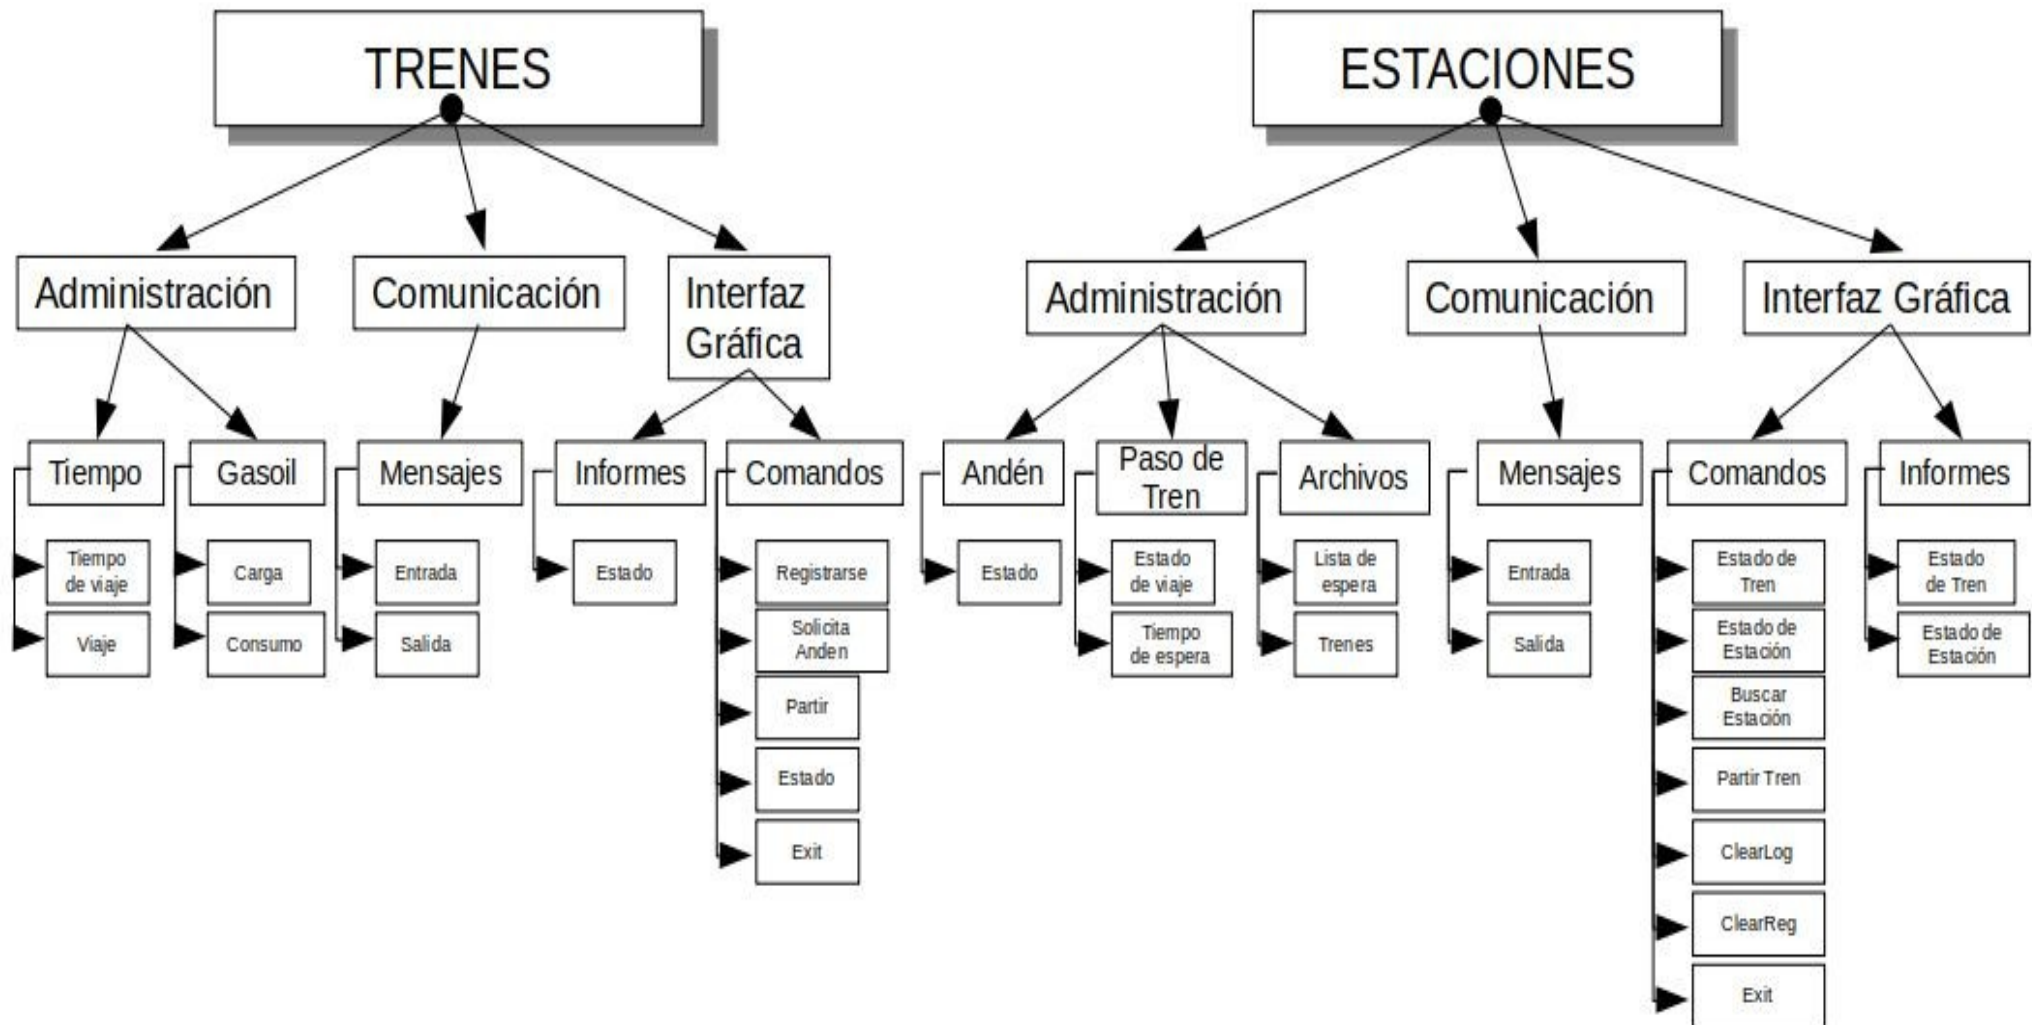 TRENES
ESTACIONES
Administración
Comunicación
Interfaz
Gráfica
Administración
Comunicación
Interfaz Gráfica
Tiempo
Gasoil
Mensajes
Informes
Comandos
Andén
Paso de
Tren
Archivos
Mensajes
Comandos
Informes
Tiempo
de viaje
Viaje
Carga
Consumo
Entrada
Salida
Estado
Registrarse
Solicita
Anden
Partir
Estado
Exit
Estado
Estado
de viaje
Tiempo
de espera
Lista de
espera
Trenes
Entrada
Salida
Estado de
Tren
Estado de
Estación
Buscar
Estación
Partir Tren
ClearLog
ClearReg
Exit
Estado
de Tren
Estado de
Estación